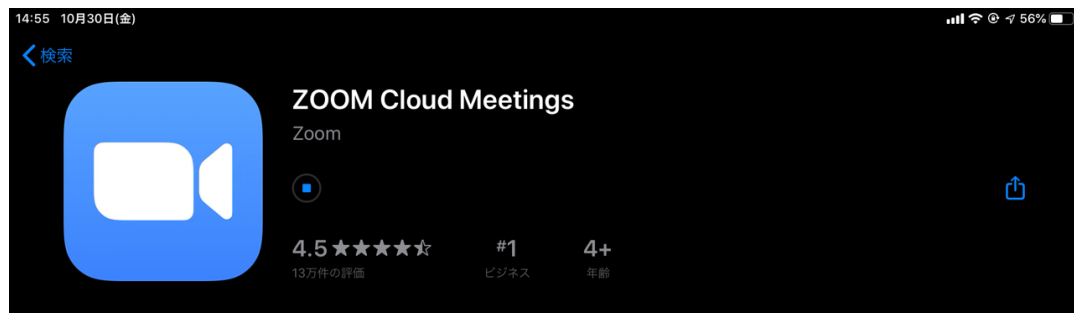 14:55 10月30日(金) 56%
検索
ZOOM Cloud Meetings
Zoom
4.5★★★★⯪ #1 4+
13万件の評価 ビジネス 年齢